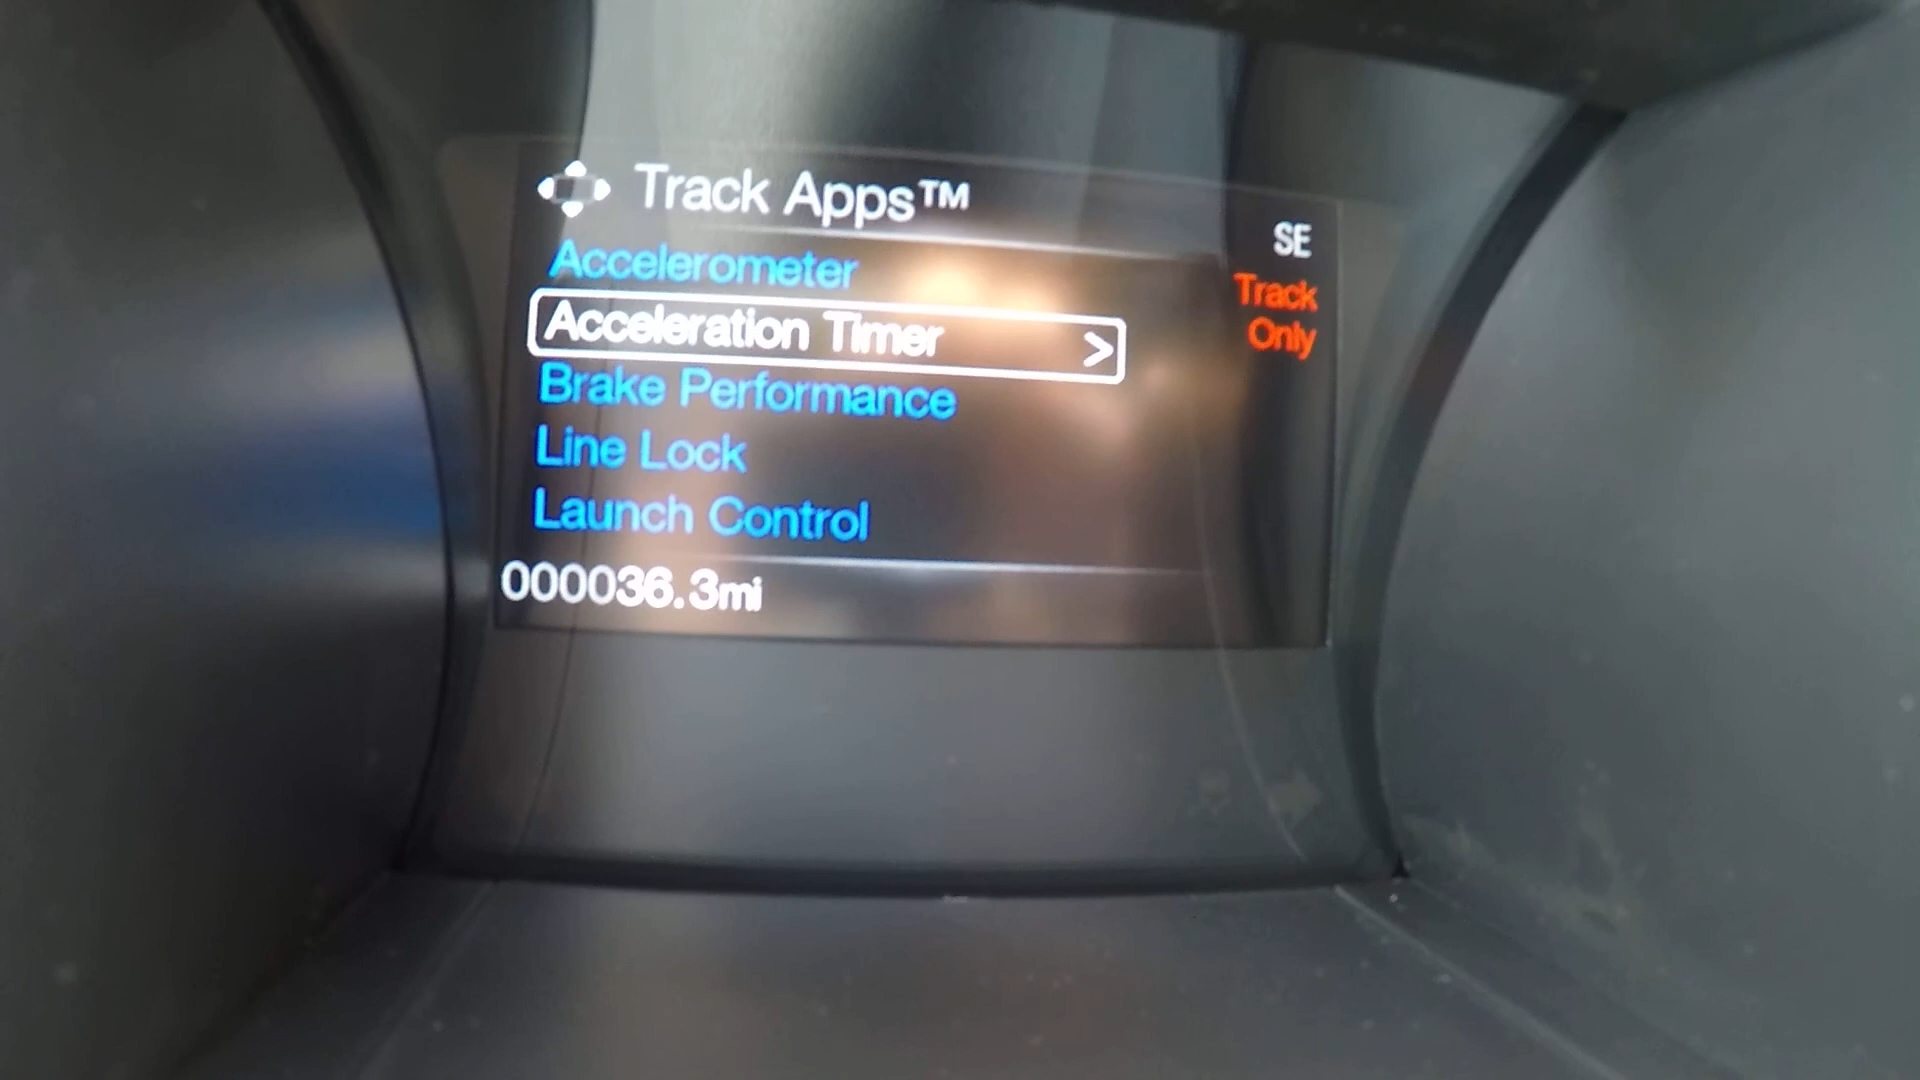 Track Apps™
SE
Accelerometer
Track
Only
Acceleration Timer >
Brake Performance
Line Lock
Launch Control
000036.3mi